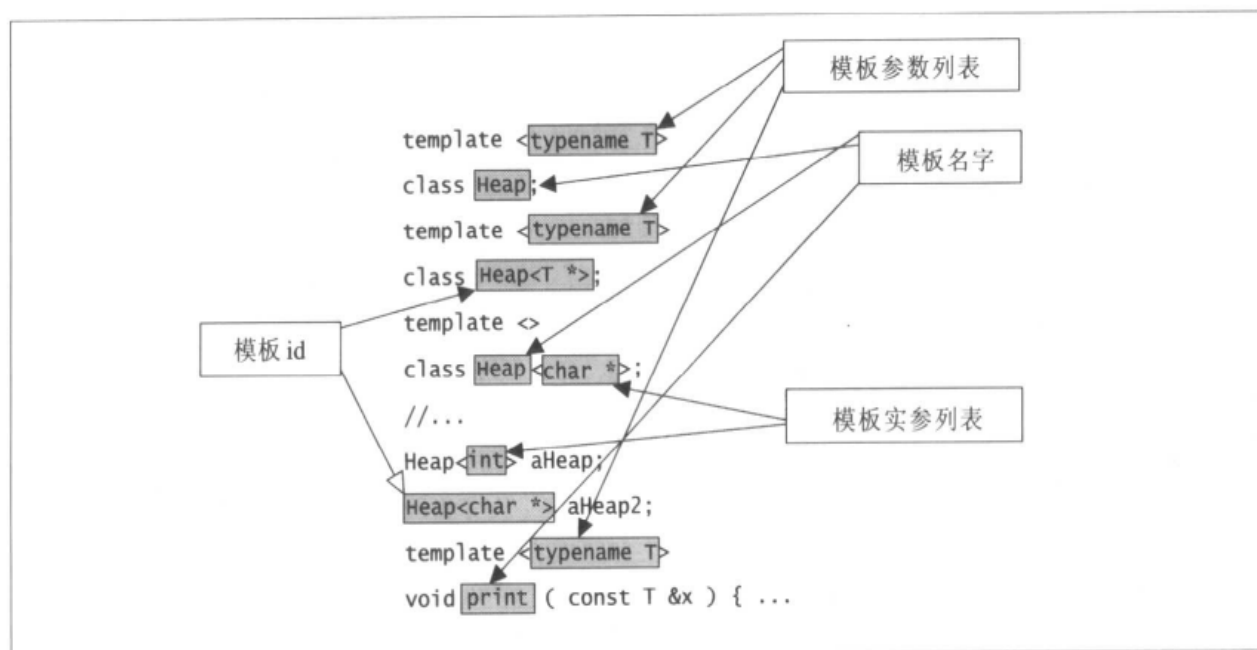 模板参数列表
template <typename T>
模板名字
class Heap;
template <typename T>
class Heap<T *>;
template <>
模板 id
class Heap<char *>;
//...
模板实参列表
Heap<int> aHeap;
Heap<char *> aHeap2;
template <typename T>
void print ( const T &x ) { ...